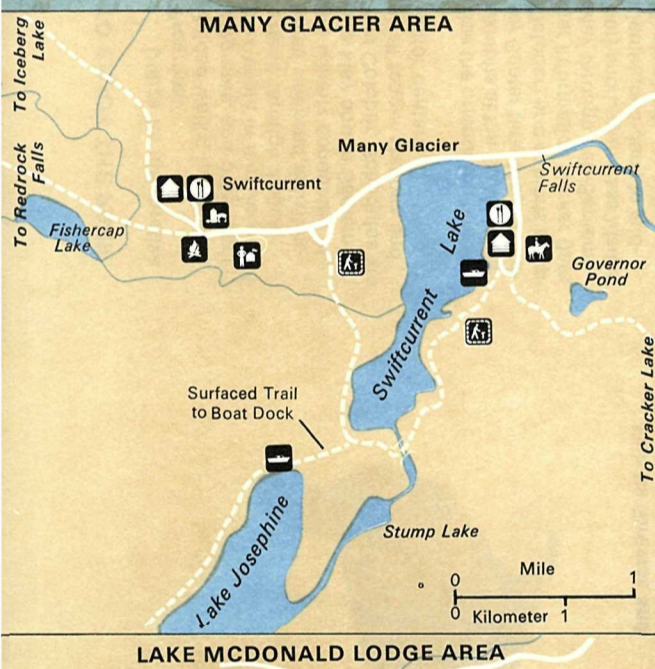 MANY GLACIER AREA
To Iceberg
Lake
To Redrock
Falls
Many Glacier
Swiftcurrent
Swiftcurrent
Falls
Fishercap
Lake
Swiftcurrent
Lake
Governor
Pond
Surfaced Trail
to Boat Dock
To Cracker Lake
Lake Josephine
Stump Lake
Mile
0
1
0
Kilometer
1
LAKE MCDONALD LODGE AREA